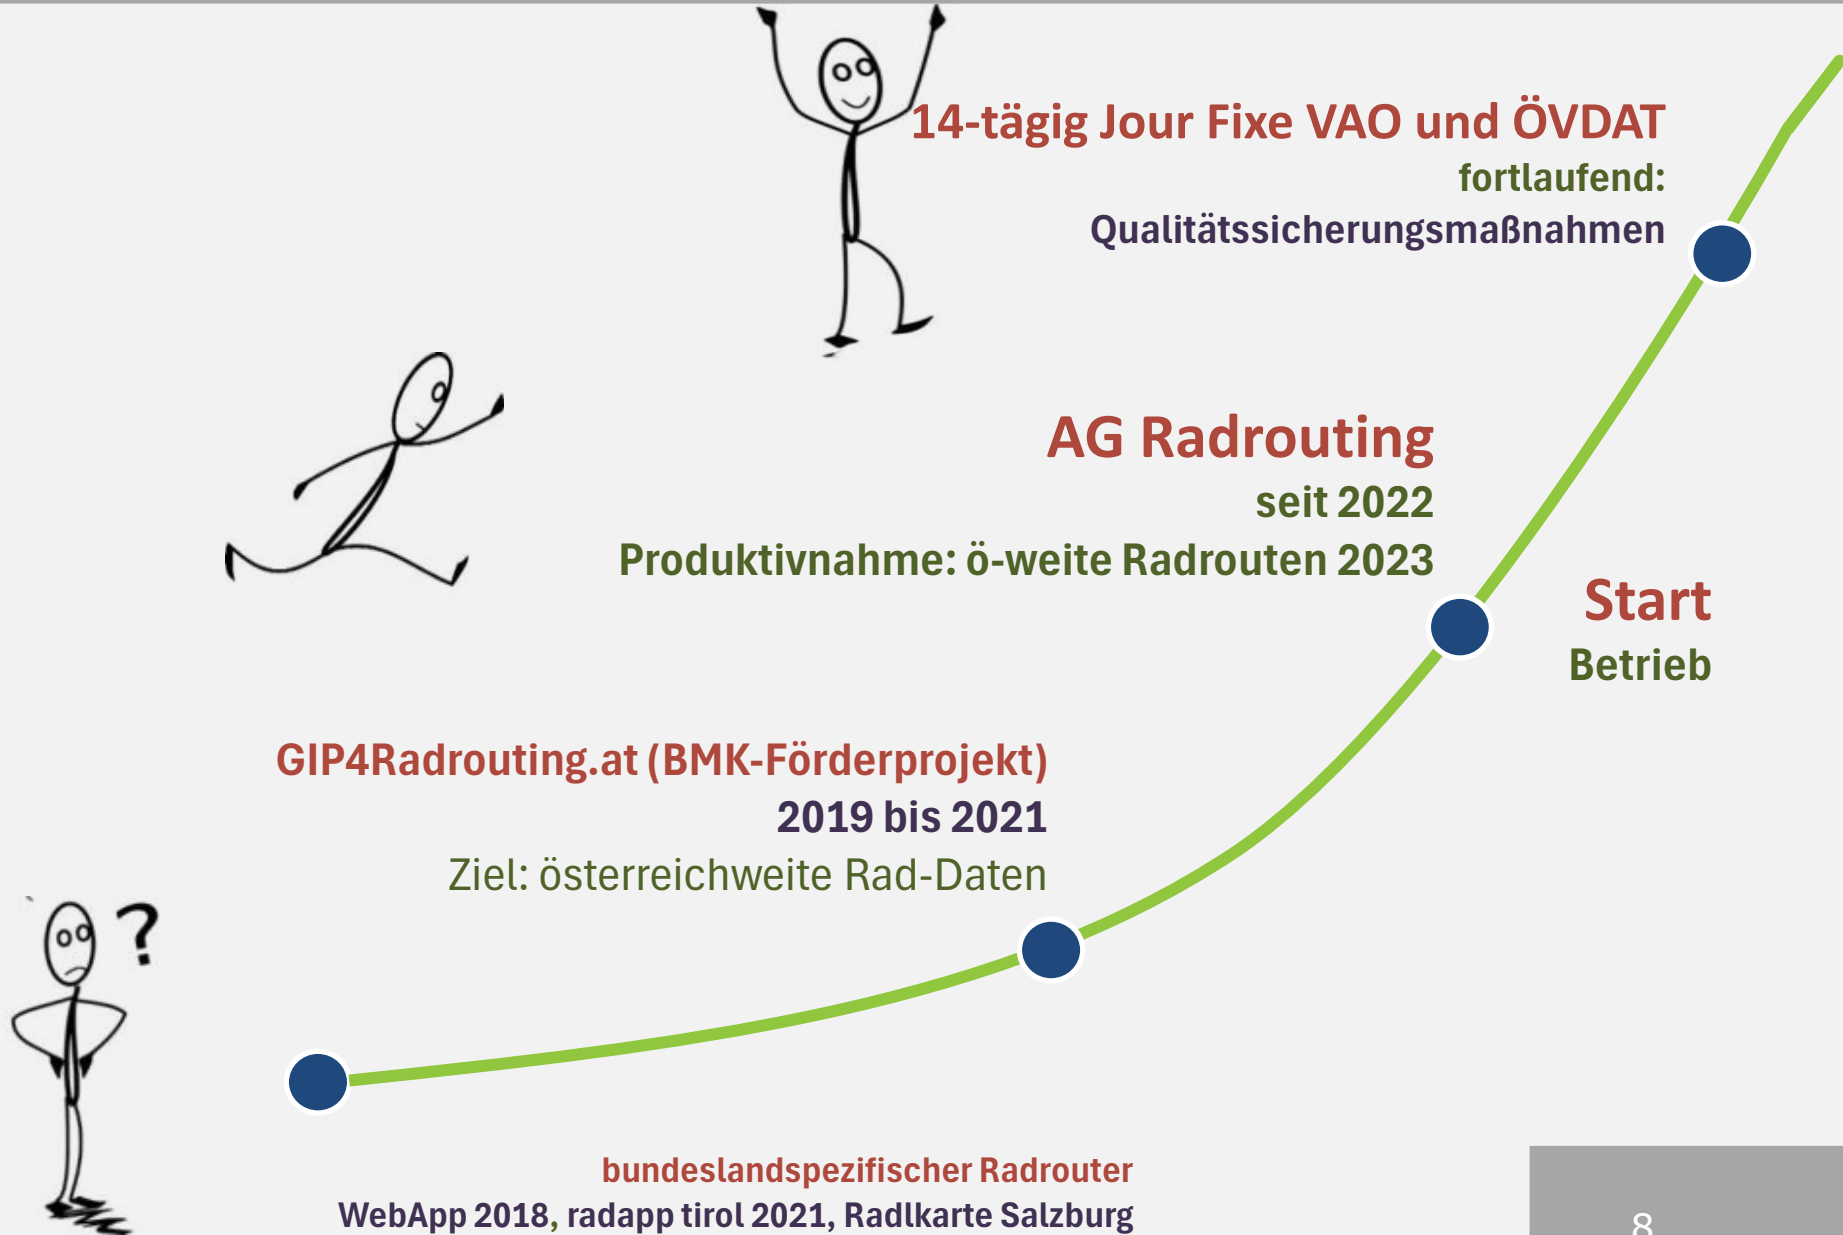 14-tägig Jour Fixe VAO und ÖVDAT
fortlaufend:
Qualitätssicherungsmaßnahmen
AG Radrouting
seit 2022
Produktivnahme: ö-weite Radrouten 2023
Start
Betrieb
GIP4Radrouting.at (BMK-Förderprojekt)
2019 bis 2021
Ziel: österreichweite Rad-Daten
?
bundeslandspezifischer Radrouter
WebApp 2018, radapp tirol 2021, Radlkarte Salzburg
8